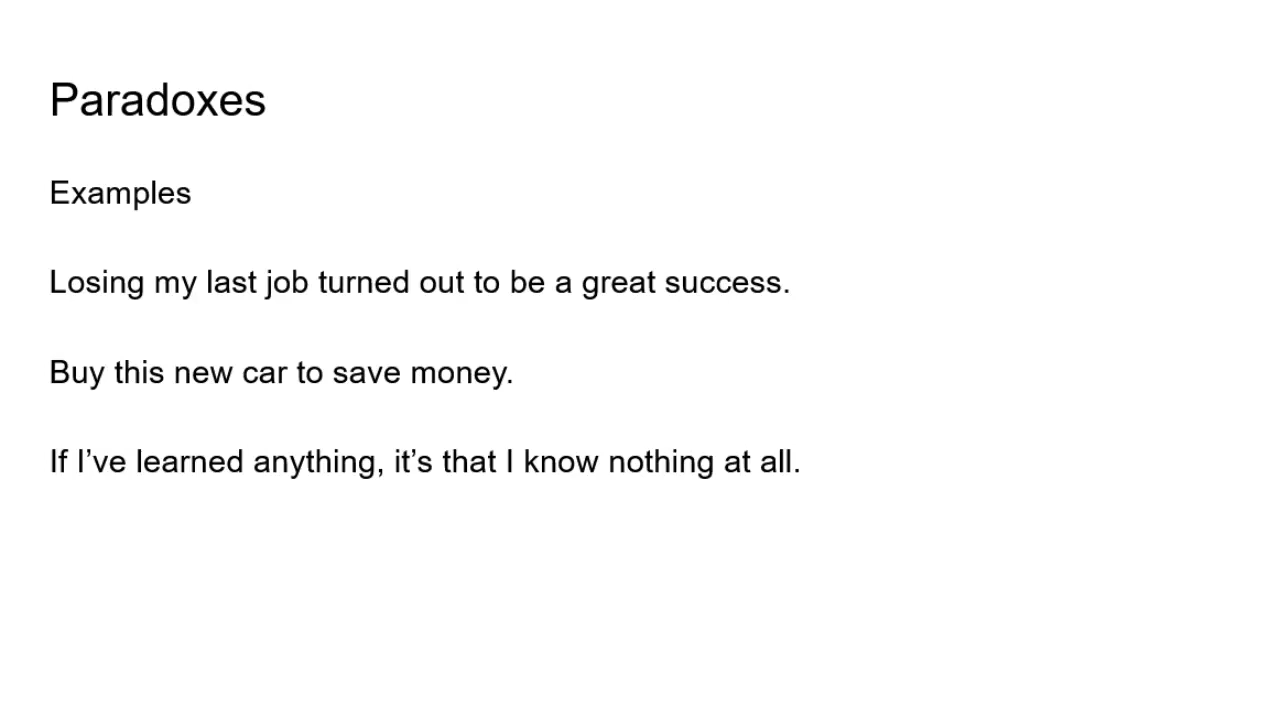 Paradoxes
Examples
Losing my last job turned out to be a great success.
Buy this new car to save money.
If I’ve learned anything, it’s that I know nothing at all.